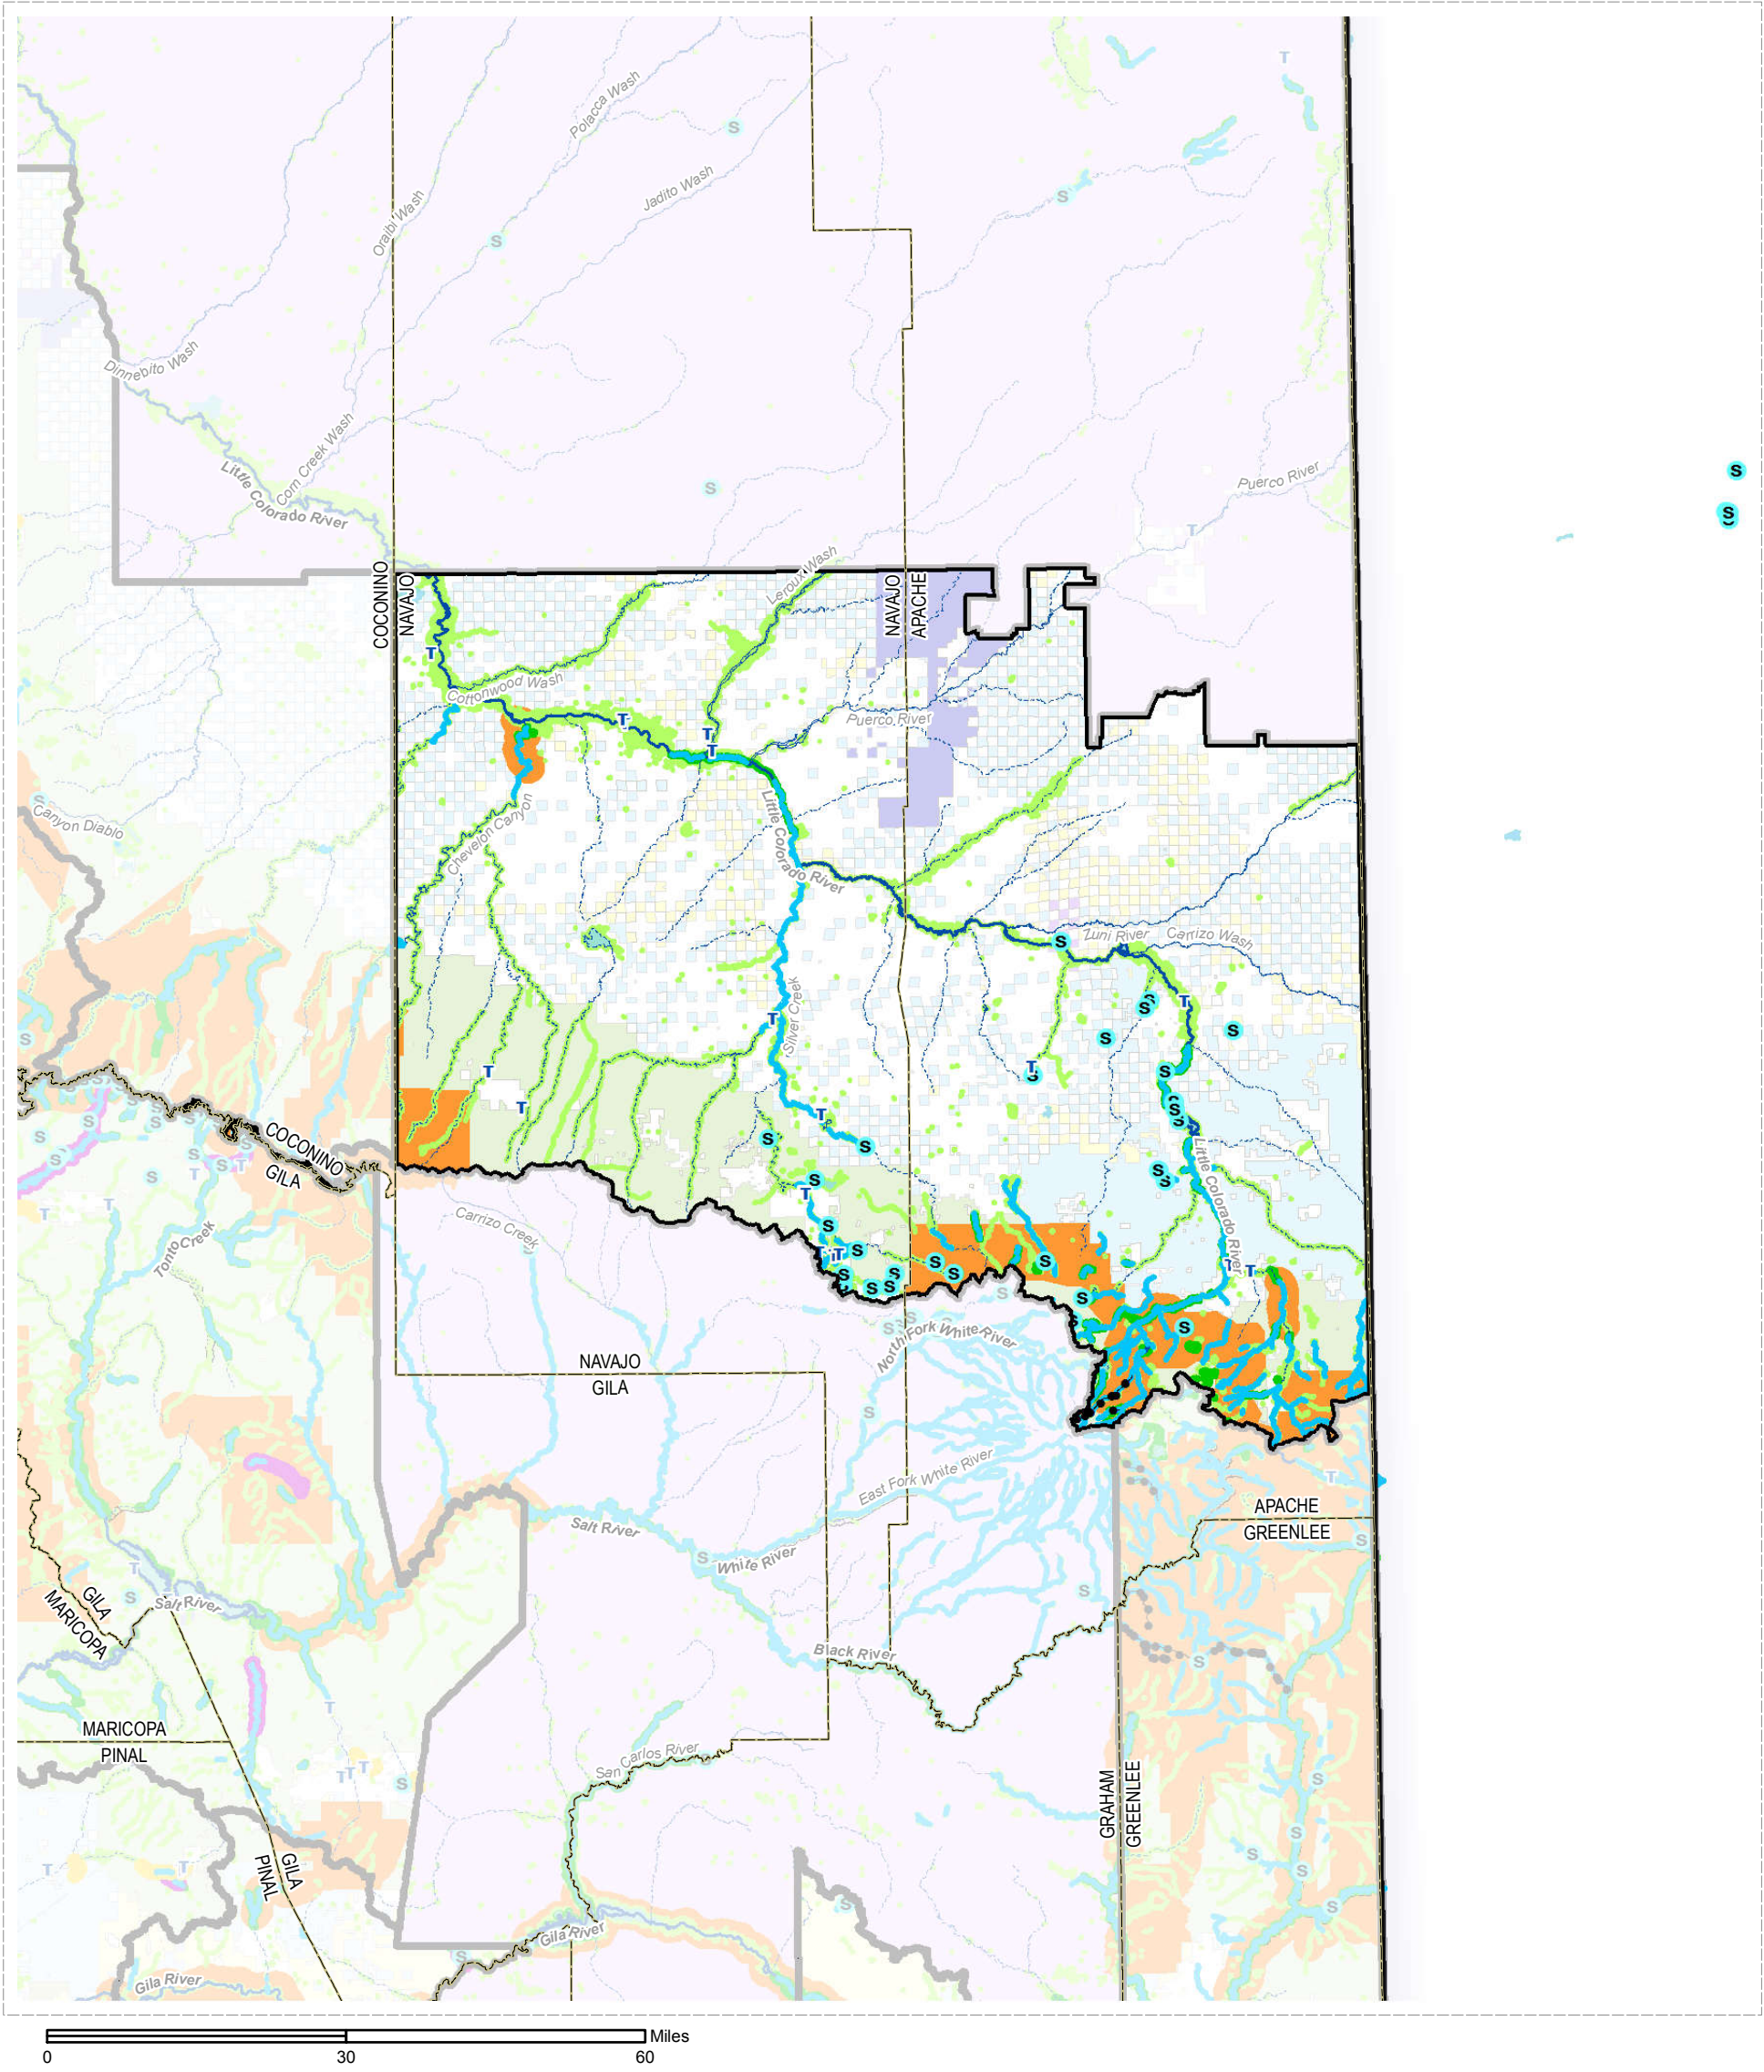 T
Polacca Wash
S
Jadito Wash
S
Oraibi Wash
S
Dinnebito Wash
Corn Creek Wash
Little Colorado River
Puerco River
S
S
S
T
COCONINO
NAVAJO
Leroux Wash
NAVAJO
APACHE
T
Cottonwood Wash
T
T
T
Puerco River
Canyon Diablo
Chevelon Canyon
Little Colorado River
S
Zuni River
Carrizo Wash
S
S
T
S
S
T
Silver Creek
T
S
T
S
T
T
S
S
S
S
S
S
COCONINO
GILA
S
T
S
S
S
S
Little Colorado River
Carrizo Creek
Tonto Creek
T
T
S
S
T
S
S
S
S
S
S
S
S
S
T
T
S
North Fork White River
NAVAJO
GILA
S
East Fork White River
T
APACHE
GREENLEE
Salt River
White River
S
S
S
T
S
Salt River
GILA
MARICOPA
Black River
S
T
MARICOPA
PINAL
San Carlos River
T
T
T
S
S
GRAHAM
GREENLEE
S
S
S
GILA
PINAL
T
T
S
S
Gila River
S
Gila River
Miles
0
30
60